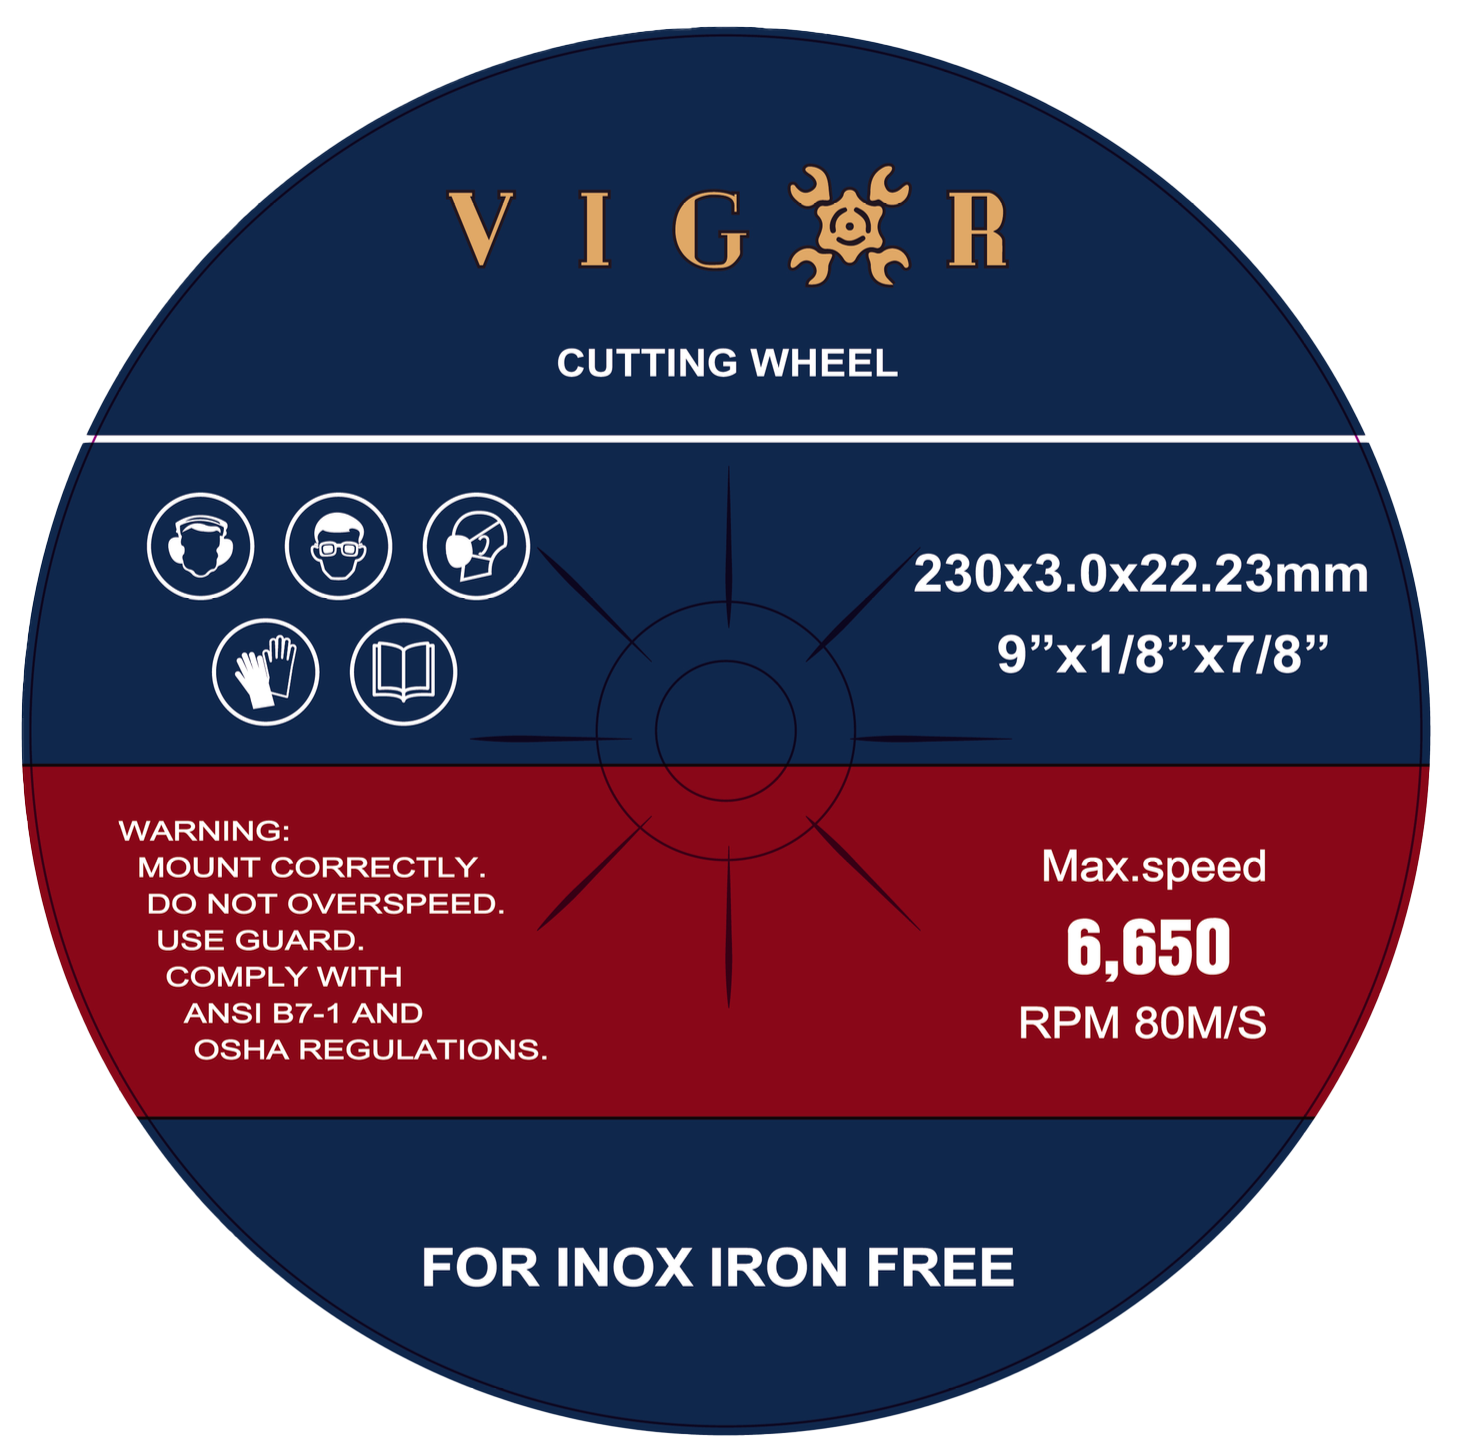 VIGOR
CUTTING WHEEL
230x3.0x22.23mm
9”x1/8”x7/8”
WARNING:
MOUNT CORRECTLY.
DO NOT OVERSPEED.
USE GUARD.
COMPLY WITH
ANSI B7-1 AND
OSHA REGULATIONS.
Max.speed
6,650
RPM 80M/S
FOR INOX IRON FREE